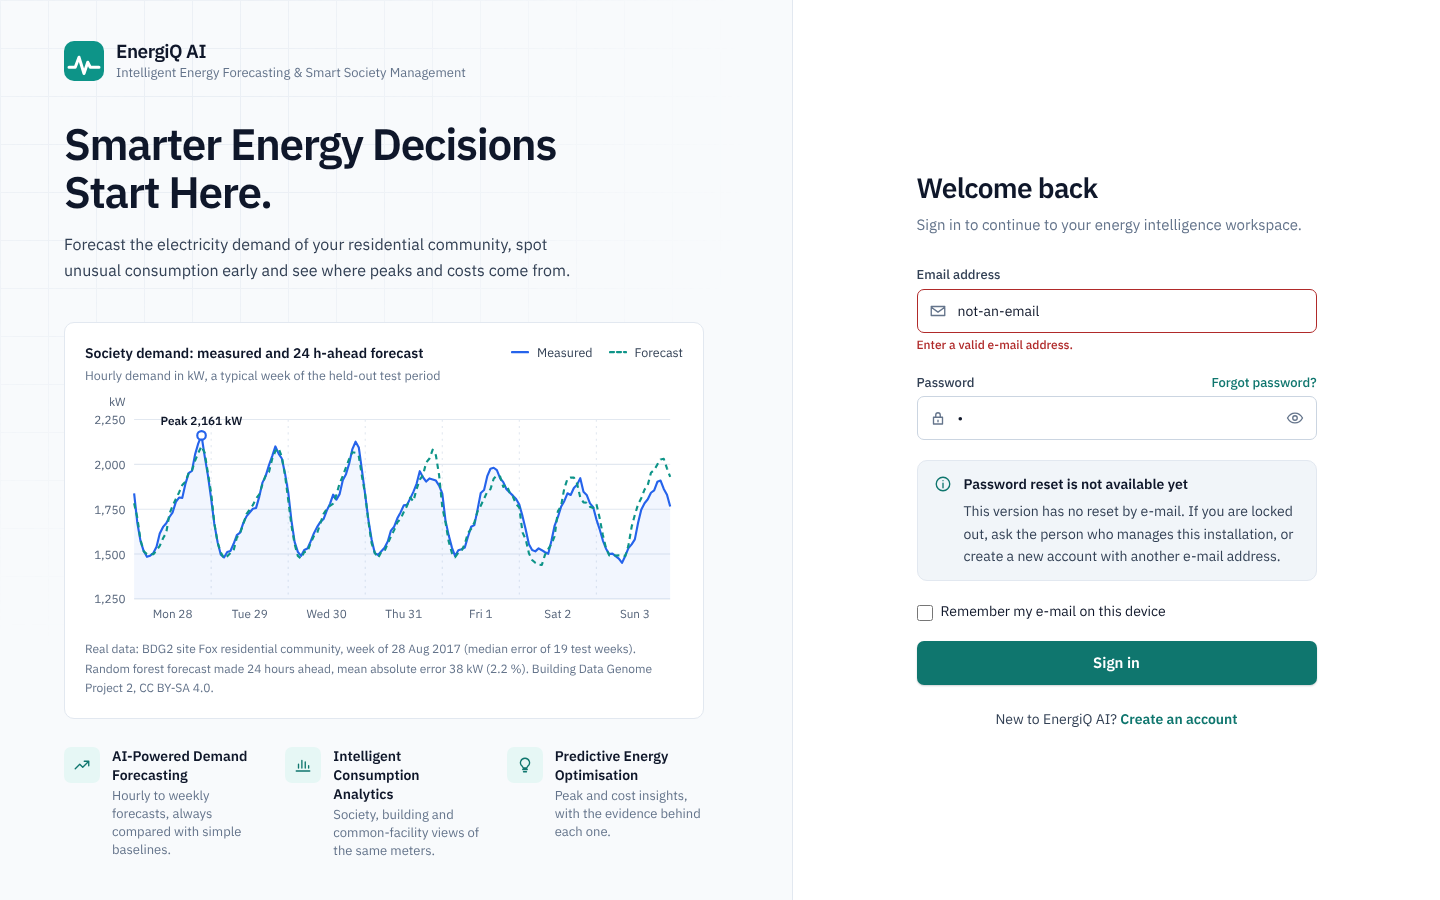 EnergiQ AI
Intelligent Energy Forecasting & Smart Society Management
Smarter Energy Decisions
Start Here.
Forecast the electricity demand of your residential community, spot
unusual consumption early and see where peaks and costs come from.
Society demand: measured and 24 h-ahead forecast
Measured
Forecast
Hourly demand in kW, a typical week of the held-out test period
kW
2,250
Peak 2,161 kW
2,000
1,750
1,500
1,250
Mon 28
Tue 29
Wed 30
Thu 31
Fri 1
Sat 2
Sun 3
Real data: BDG2 site Fox residential community, week of 28 Aug 2017 (median error of 19 test weeks).
Random forest forecast made 24 hours ahead, mean absolute error 38 kW (2.2 %). Building Data Genome
Project 2, CC BY-SA 4.0.
AI-Powered Demand
Forecasting
Hourly to weekly
forecasts, always
compared with simple
baselines.
Intelligent
Consumption
Analytics
Society, building and
common-facility views of
the same meters.
Predictive Energy
Optimisation
Peak and cost insights,
with the evidence behind
each one.
Welcome back
Sign in to continue to your energy intelligence workspace.
Email address
not-an-email
Enter a valid e-mail address.
Password
Forgot password?
•
Password reset is not available yet
This version has no reset by e-mail. If you are locked
out, ask the person who manages this installation, or
create a new account with another e-mail address.
Remember my e-mail on this device
Sign in
New to EnergiQ AI? Create an account